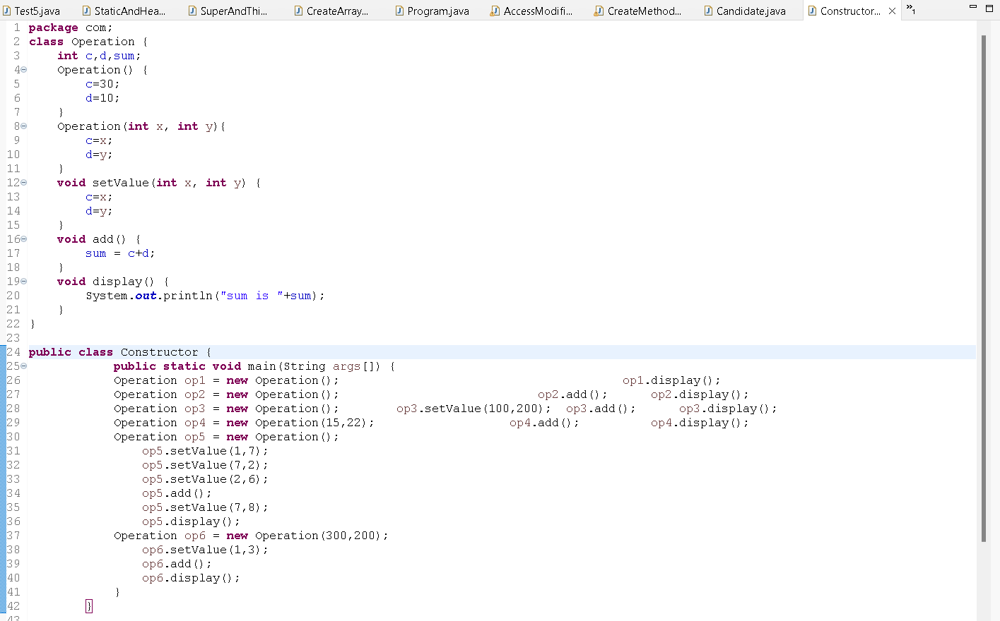 Test5.java StaticAndHea... SuperAndThi... CreateArray... Program.java AccessModifi... CreateMethod... Candidate.java Constructor... »1
1 package com;
2 class Operation {
3     int c,d,sum;
4     Operation() {
5         c=30;
6         d=10;
7     }
8     Operation(int x, int y){
9         c=x;
10         d=y;
11     }
12     void setValue(int x, int y) {
13         c=x;
14         d=y;
15     }
16     void add() {
17         sum = c+d;
18     }
19     void display() {
20         System.out.println("sum is "+sum);
21     }
22 }
23
24 public class Constructor {
25             public static void main(String args[]) {
26             Operation op1 = new Operation();                                        op1.display();
27             Operation op2 = new Operation();                            op2.add();      op2.display();
28             Operation op3 = new Operation();        op3.setValue(100,200);  op3.add();      op3.display();
29             Operation op4 = new Operation(15,22);                   op4.add();          op4.display();
30             Operation op5 = new Operation();
31                 op5.setValue(1,7);
32                 op5.setValue(7,2);
33                 op5.setValue(2,6);
34                 op5.add();
35                 op5.setValue(7,8);
36                 op5.display();
37             Operation op6 = new Operation(300,200);
38                 op6.setValue(1,3);
39                 op6.add();
40                 op6.display();
41             }
42         }
43